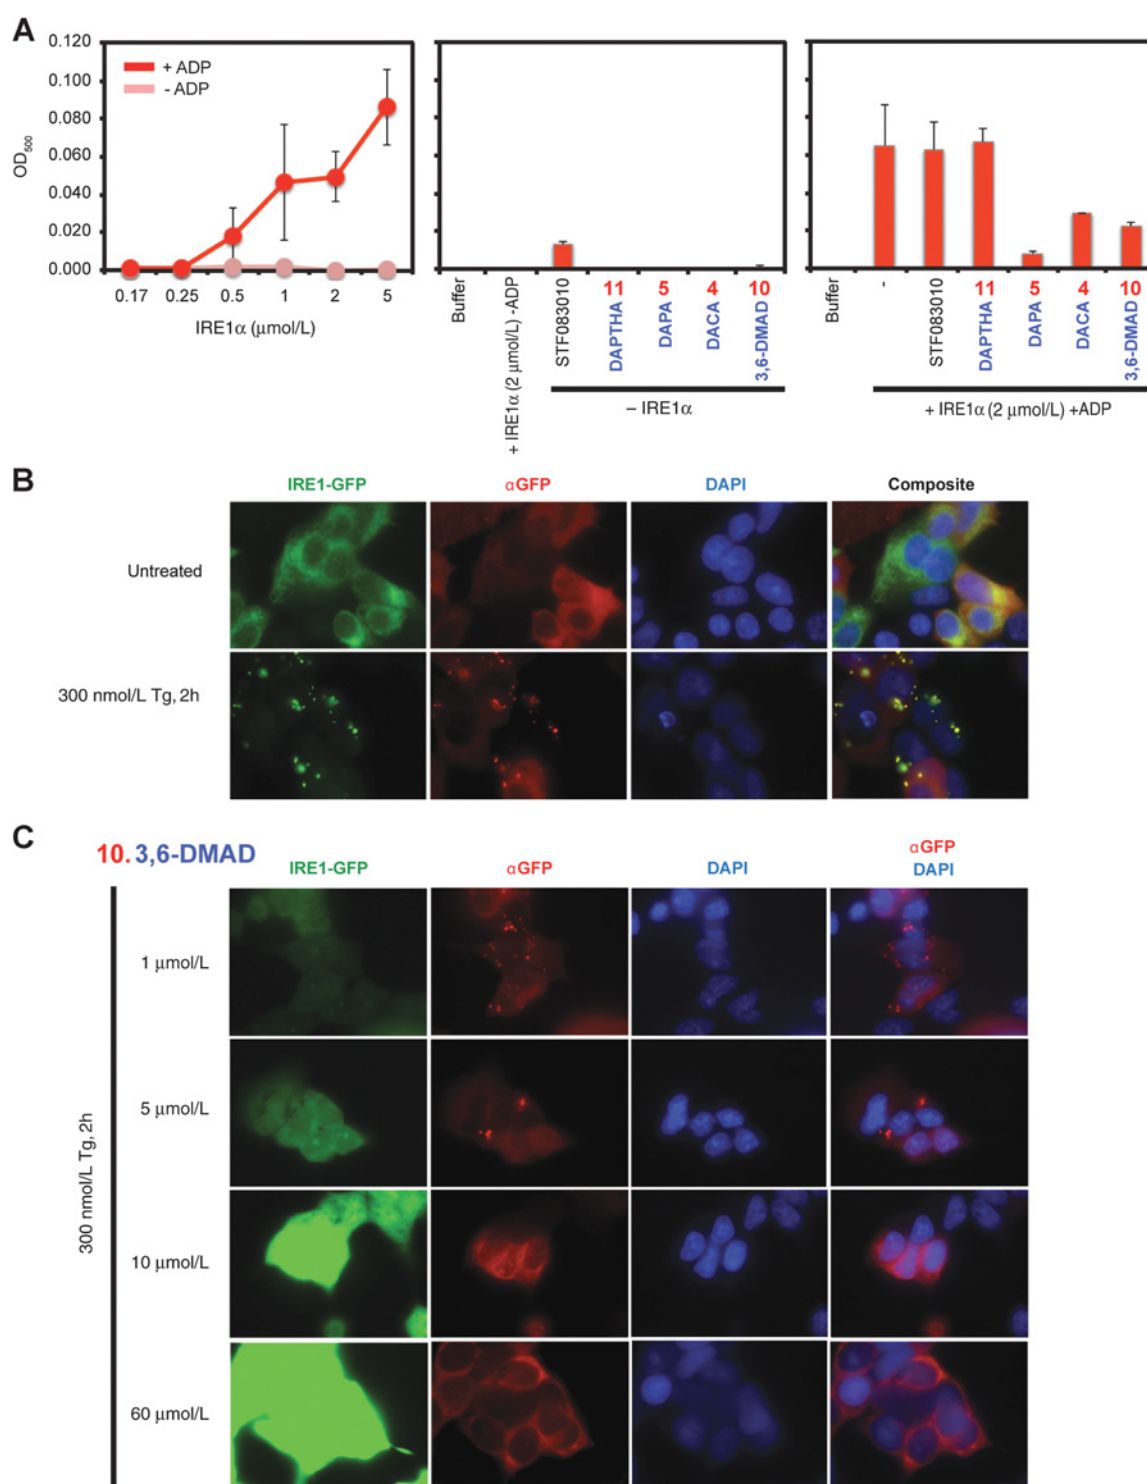 A
0.120
0.100
0.080
0.060
0.040
0.020
0.000
OD500
+ ADP
- ADP
0.17 0.25 0.5 1 2 5
IRE1α (μmol/L)
Buffer
+ IRE1α (2 μmol/L) -ADP
STF083010
11 DAPTHA
5 DAPA
4 DACA
10 3,6-DMAD
– IRE1α
Buffer
-
STF083010
11 DAPTHA
5 DAPA
4 DACA
10 3,6-DMAD
+ IRE1α (2 μmol/L) +ADP
B
IRE1-GFP αGFP DAPI Composite
Untreated
300 nmol/L Tg, 2h
C
10. 3,6-DMAD
IRE1-GFP αGFP DAPI αGFP
DAPI
300 nmol/L Tg, 2h
1 μmol/L
5 μmol/L
10 μmol/L
60 μmol/L